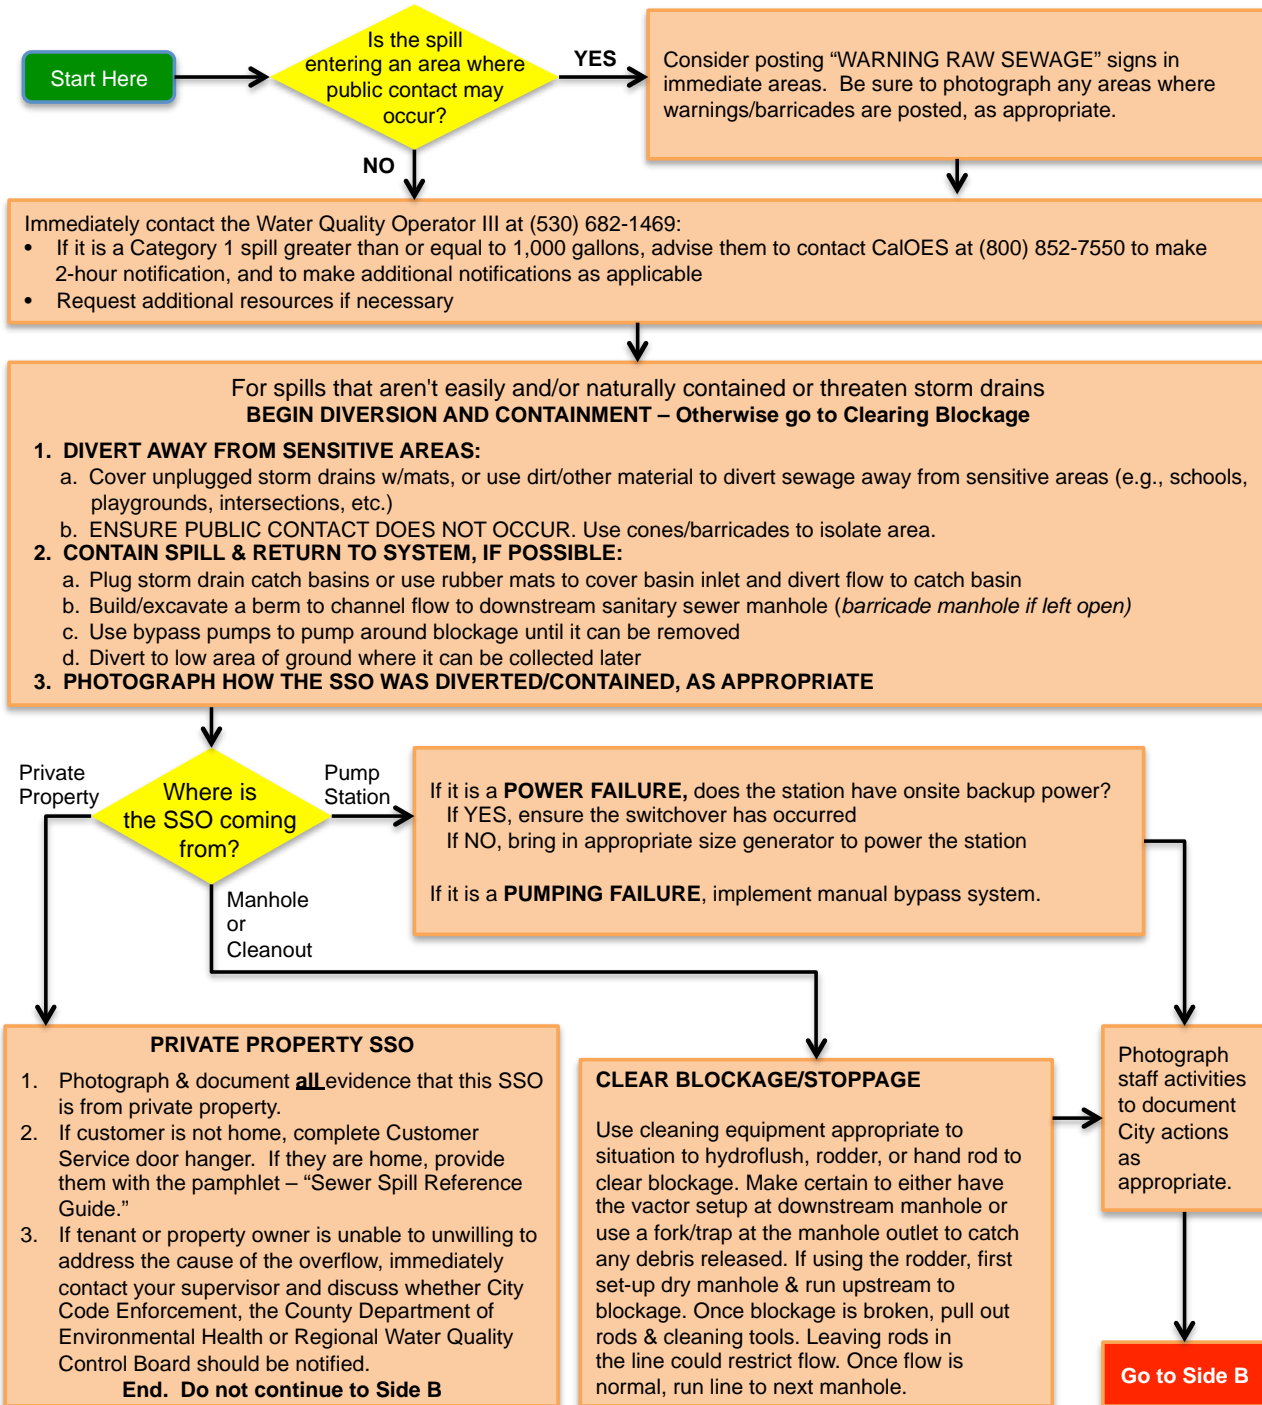 Start Here
Is the spill
entering an area where
public contact may
occur?
YES
Consider posting “WARNING RAW SEWAGE” signs in
immediate areas.  Be sure to photograph any areas where
warnings/barricades are posted, as appropriate.
NO
Immediately contact the Water Quality Operator III at (530) 682-1469:
• If it is a Category 1 spill greater than or equal to 1,000 gallons, advise them to contact CalOES at (800) 852-7550 to make
2-hour notification, and to make additional notifications as applicable
• Request additional resources if necessary
For spills that aren't easily and/or naturally contained or threaten storm drains
BEGIN DIVERSION AND CONTAINMENT – Otherwise go to Clearing Blockage
1. DIVERT AWAY FROM SENSITIVE AREAS:
a. Cover unplugged storm drains w/mats, or use dirt/other material to divert sewage away from sensitive areas (e.g., schools,
playgrounds, intersections, etc.)
b. ENSURE PUBLIC CONTACT DOES NOT OCCUR. Use cones/barricades to isolate area.
2. CONTAIN SPILL & RETURN TO SYSTEM, IF POSSIBLE:
a. Plug storm drain catch basins or use rubber mats to cover basin inlet and divert flow to catch basin
b. Build/excavate a berm to channel flow to downstream sanitary sewer manhole (barricade manhole if left open)
c. Use bypass pumps to pump around blockage until it can be removed
d. Divert to low area of ground where it can be collected later
3. PHOTOGRAPH HOW THE SSO WAS DIVERTED/CONTAINED, AS APPROPRIATE
Private
Property
Where is
the SSO coming
from?
Pump
Station
Manhole
or
Cleanout
If it is a POWER FAILURE, does the station have onsite backup power?
If YES, ensure the switchover has occurred
If NO, bring in appropriate size generator to power the station
If it is a PUMPING FAILURE, implement manual bypass system.
PRIVATE PROPERTY SSO
1. Photograph & document all evidence that this SSO
is from private property.
2. If customer is not home, complete Customer
Service door hanger.  If they are home, provide
them with the pamphlet – “Sewer Spill Reference
Guide.”
3. If tenant or property owner is unable to unwilling to
address the cause of the overflow, immediately
contact your supervisor and discuss whether City
Code Enforcement, the County Department of
Environmental Health or Regional Water Quality
Control Board should be notified.
End.  Do not continue to Side B
CLEAR BLOCKAGE/STOPPAGE
Use cleaning equipment appropriate to
situation to hydroflush, rodder, or hand rod to
clear blockage. Make certain to either have
the vactor setup at downstream manhole or
use a fork/trap at the manhole outlet to catch
any debris released. If using the rodder, first
set-up dry manhole & run upstream to
blockage. Once blockage is broken, pull out
rods & cleaning tools. Leaving rods in
the line could restrict flow. Once flow is
normal, run line to next manhole.
Photograph
staff activities
to document
City actions
as
appropriate.
Go to Side B